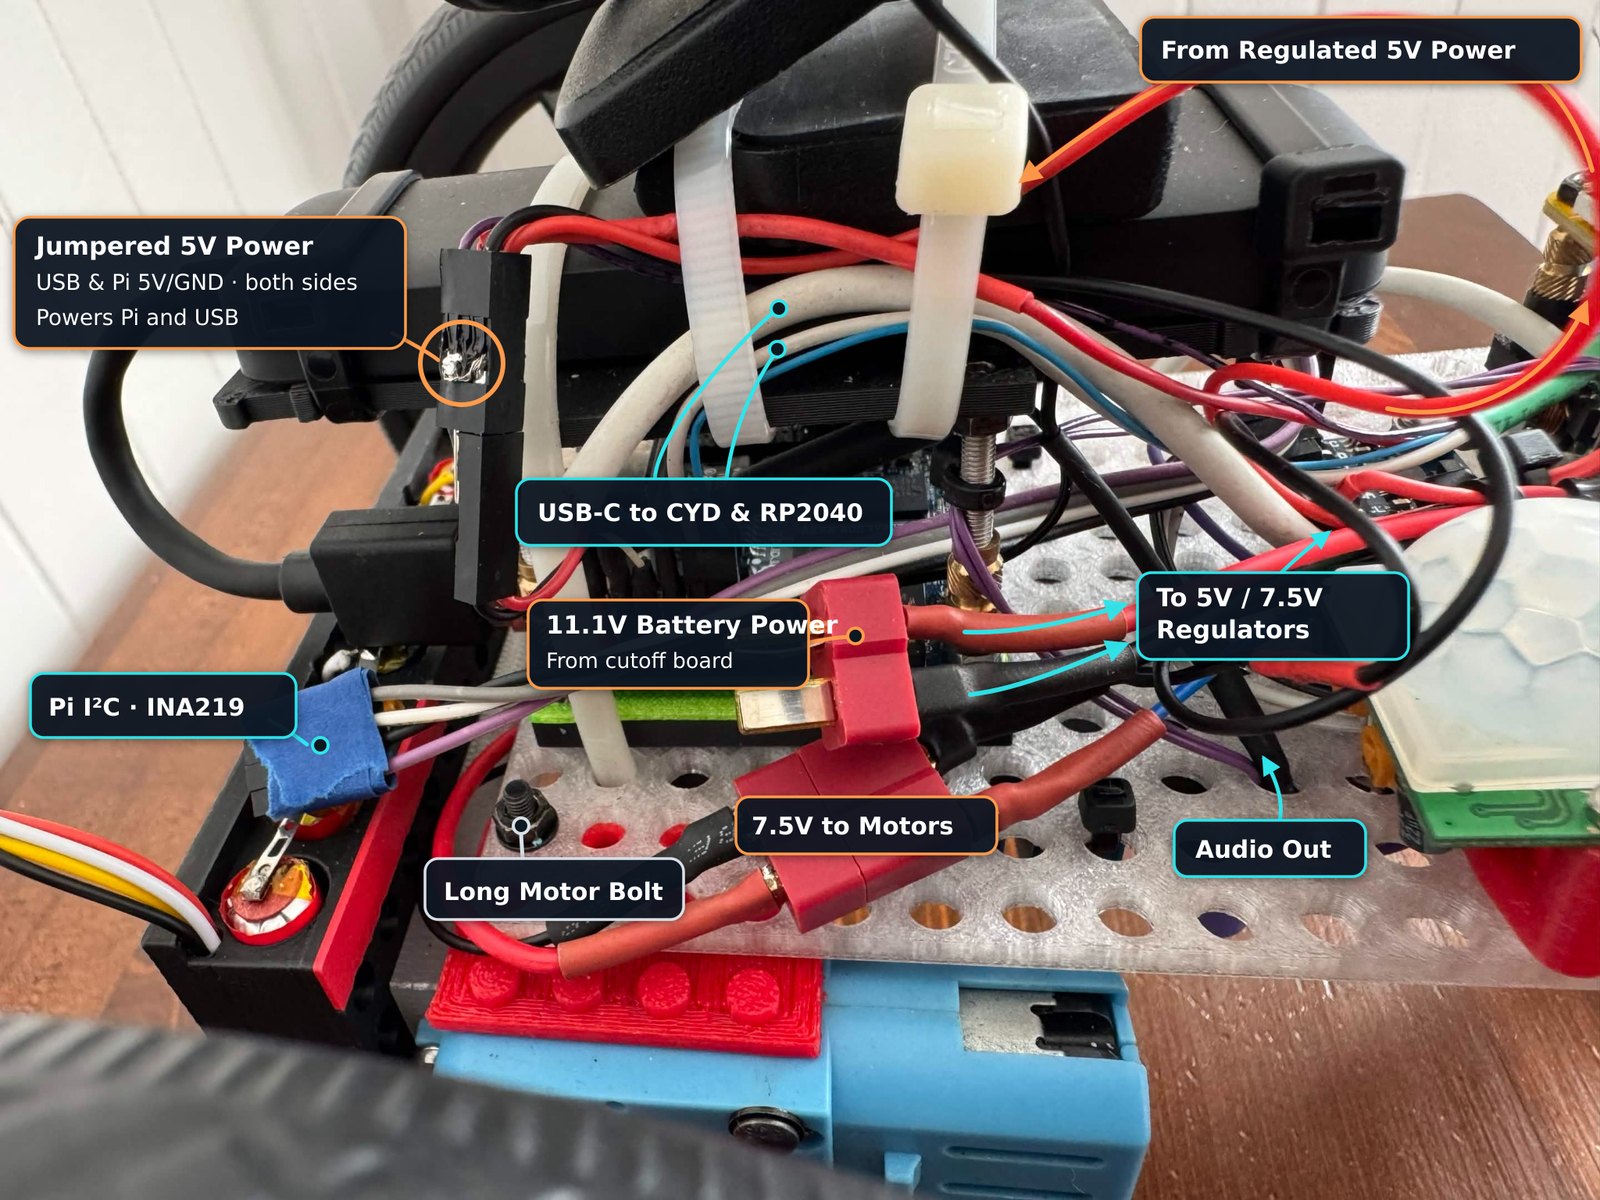 From Regulated 5V Power
Jumpered 5V Power
USB & Pi 5V/GND · both sides
Powers Pi and USB
USB-C to CYD & RP2040
To 5V / 7.5V
Regulators
11.1V Battery Power
From cutoff board
Pi I²C · INA219
7.5V to Motors
Audio Out
Long Motor Bolt